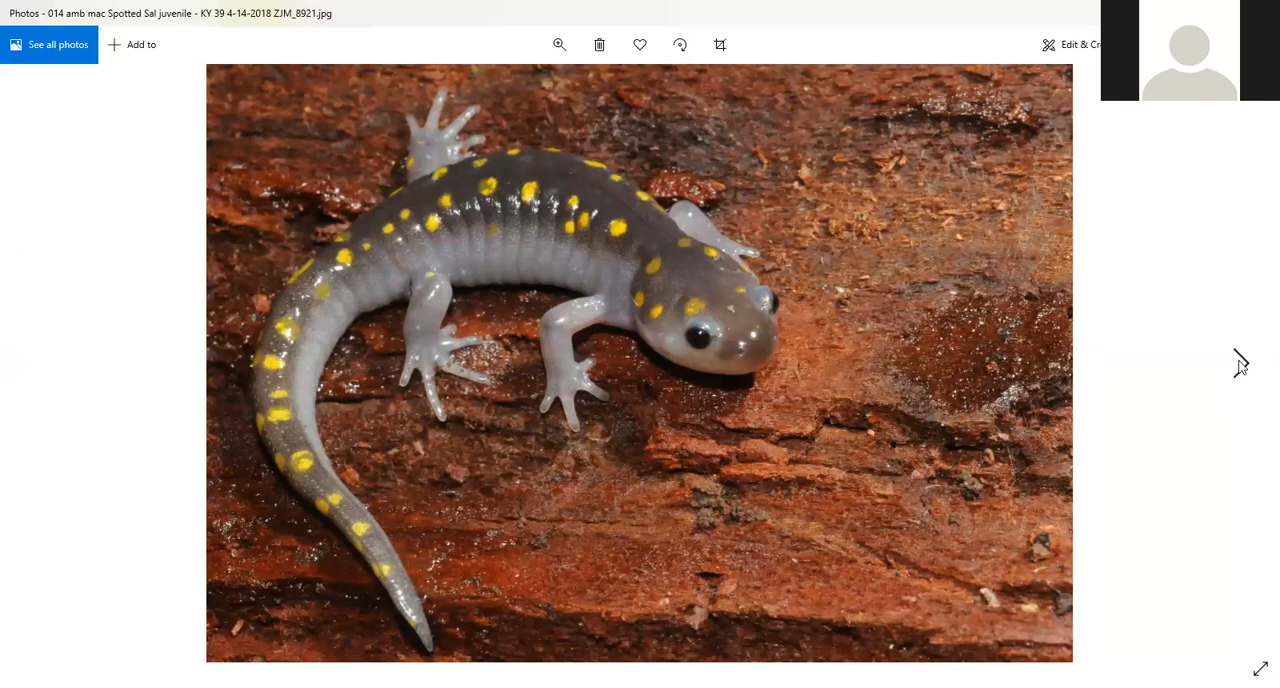 Photos - 014 amb mac Spotted Sal juvenile - KY 39 4-14-2018 ZJM_8921.jpg
See all photos
Add to
Edit &